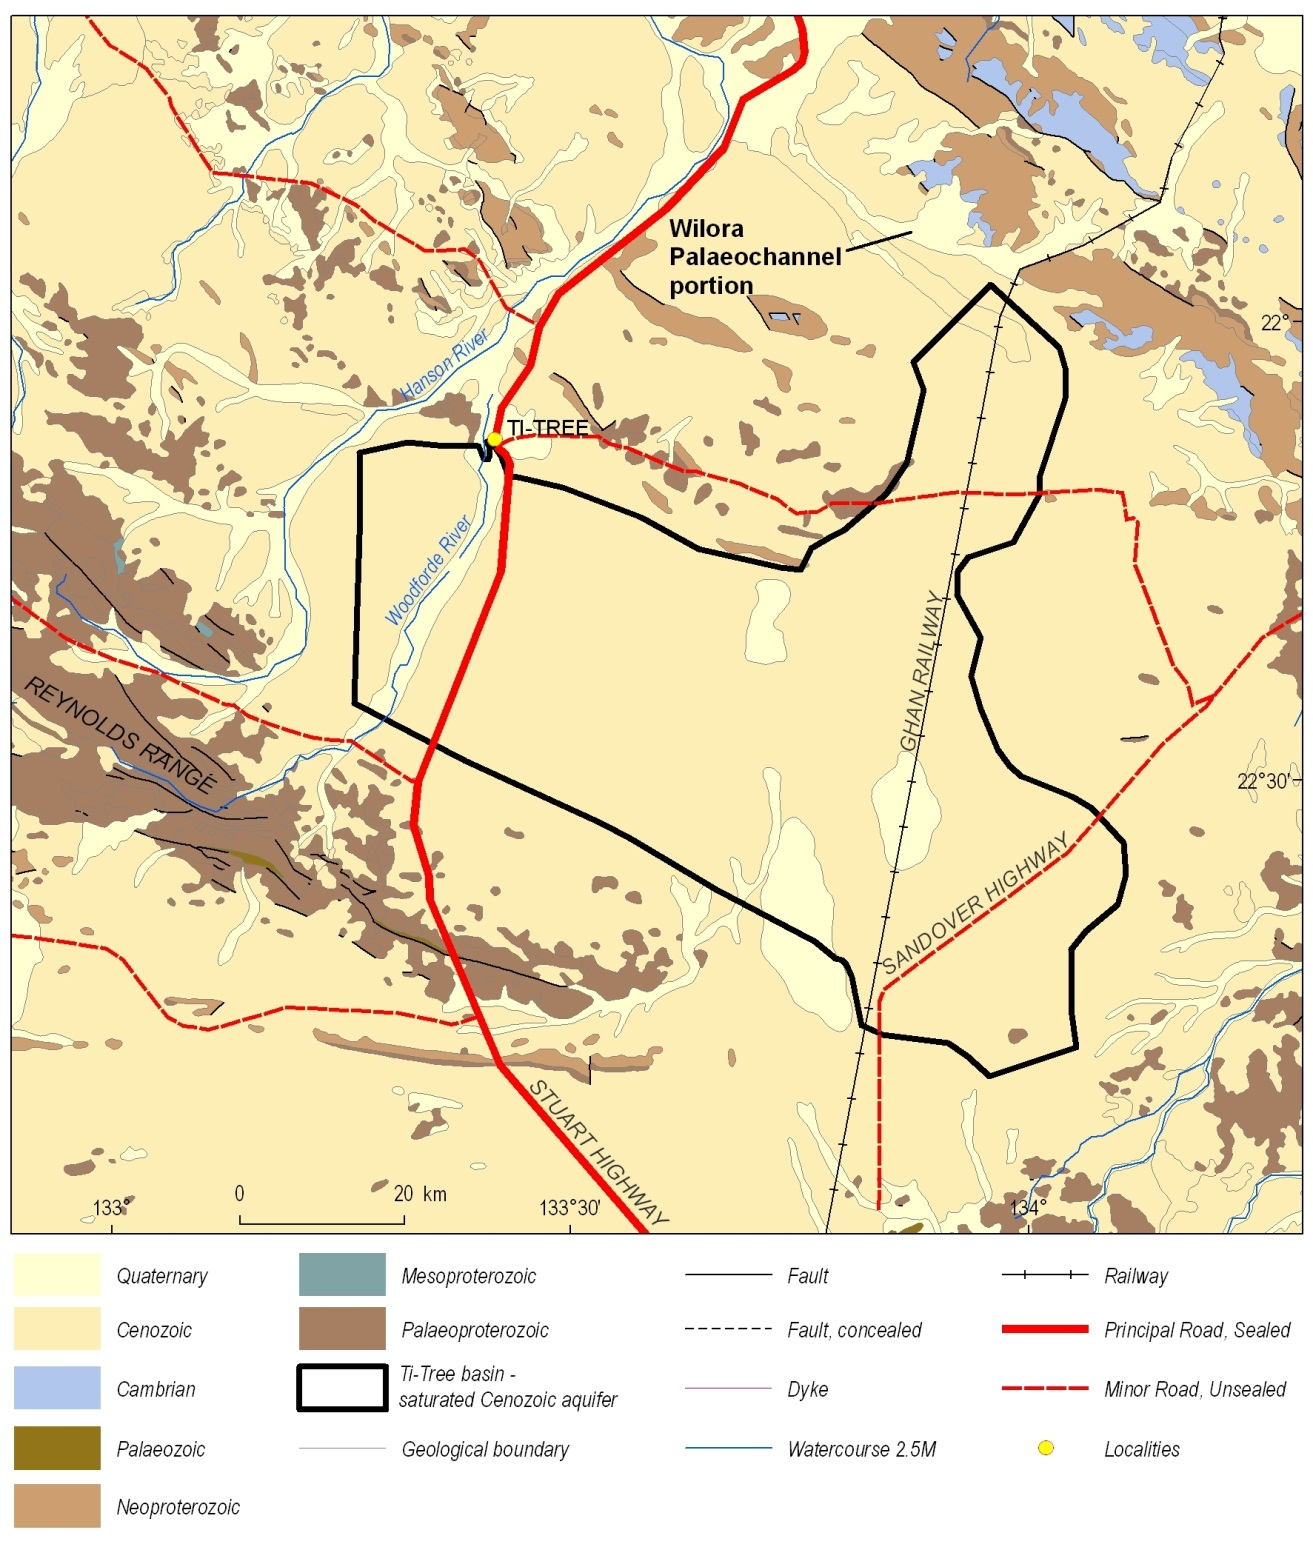 Wilora
Palaeochannel
portion
22°
Hanson River
TI-TREE
Woodforde River
GHAN RAILWAY
REYNOLDS RANGE
22°30'
SANDOVER HIGHWAY
STUART HIGHWAY
0 20 km
133° 133°30' 134°
Quaternary
Cenozoic
Cambrian
Palaeozoic
Neoproterozoic
Mesoproterozoic
Palaeoproterozoic
Ti-Tree basin -
saturated Cenozoic aquifer
Geological boundary
Fault
Fault, concealed
Dyke
Watercourse 2.5M
Railway
Principal Road, Sealed
Minor Road, Unsealed
Localities